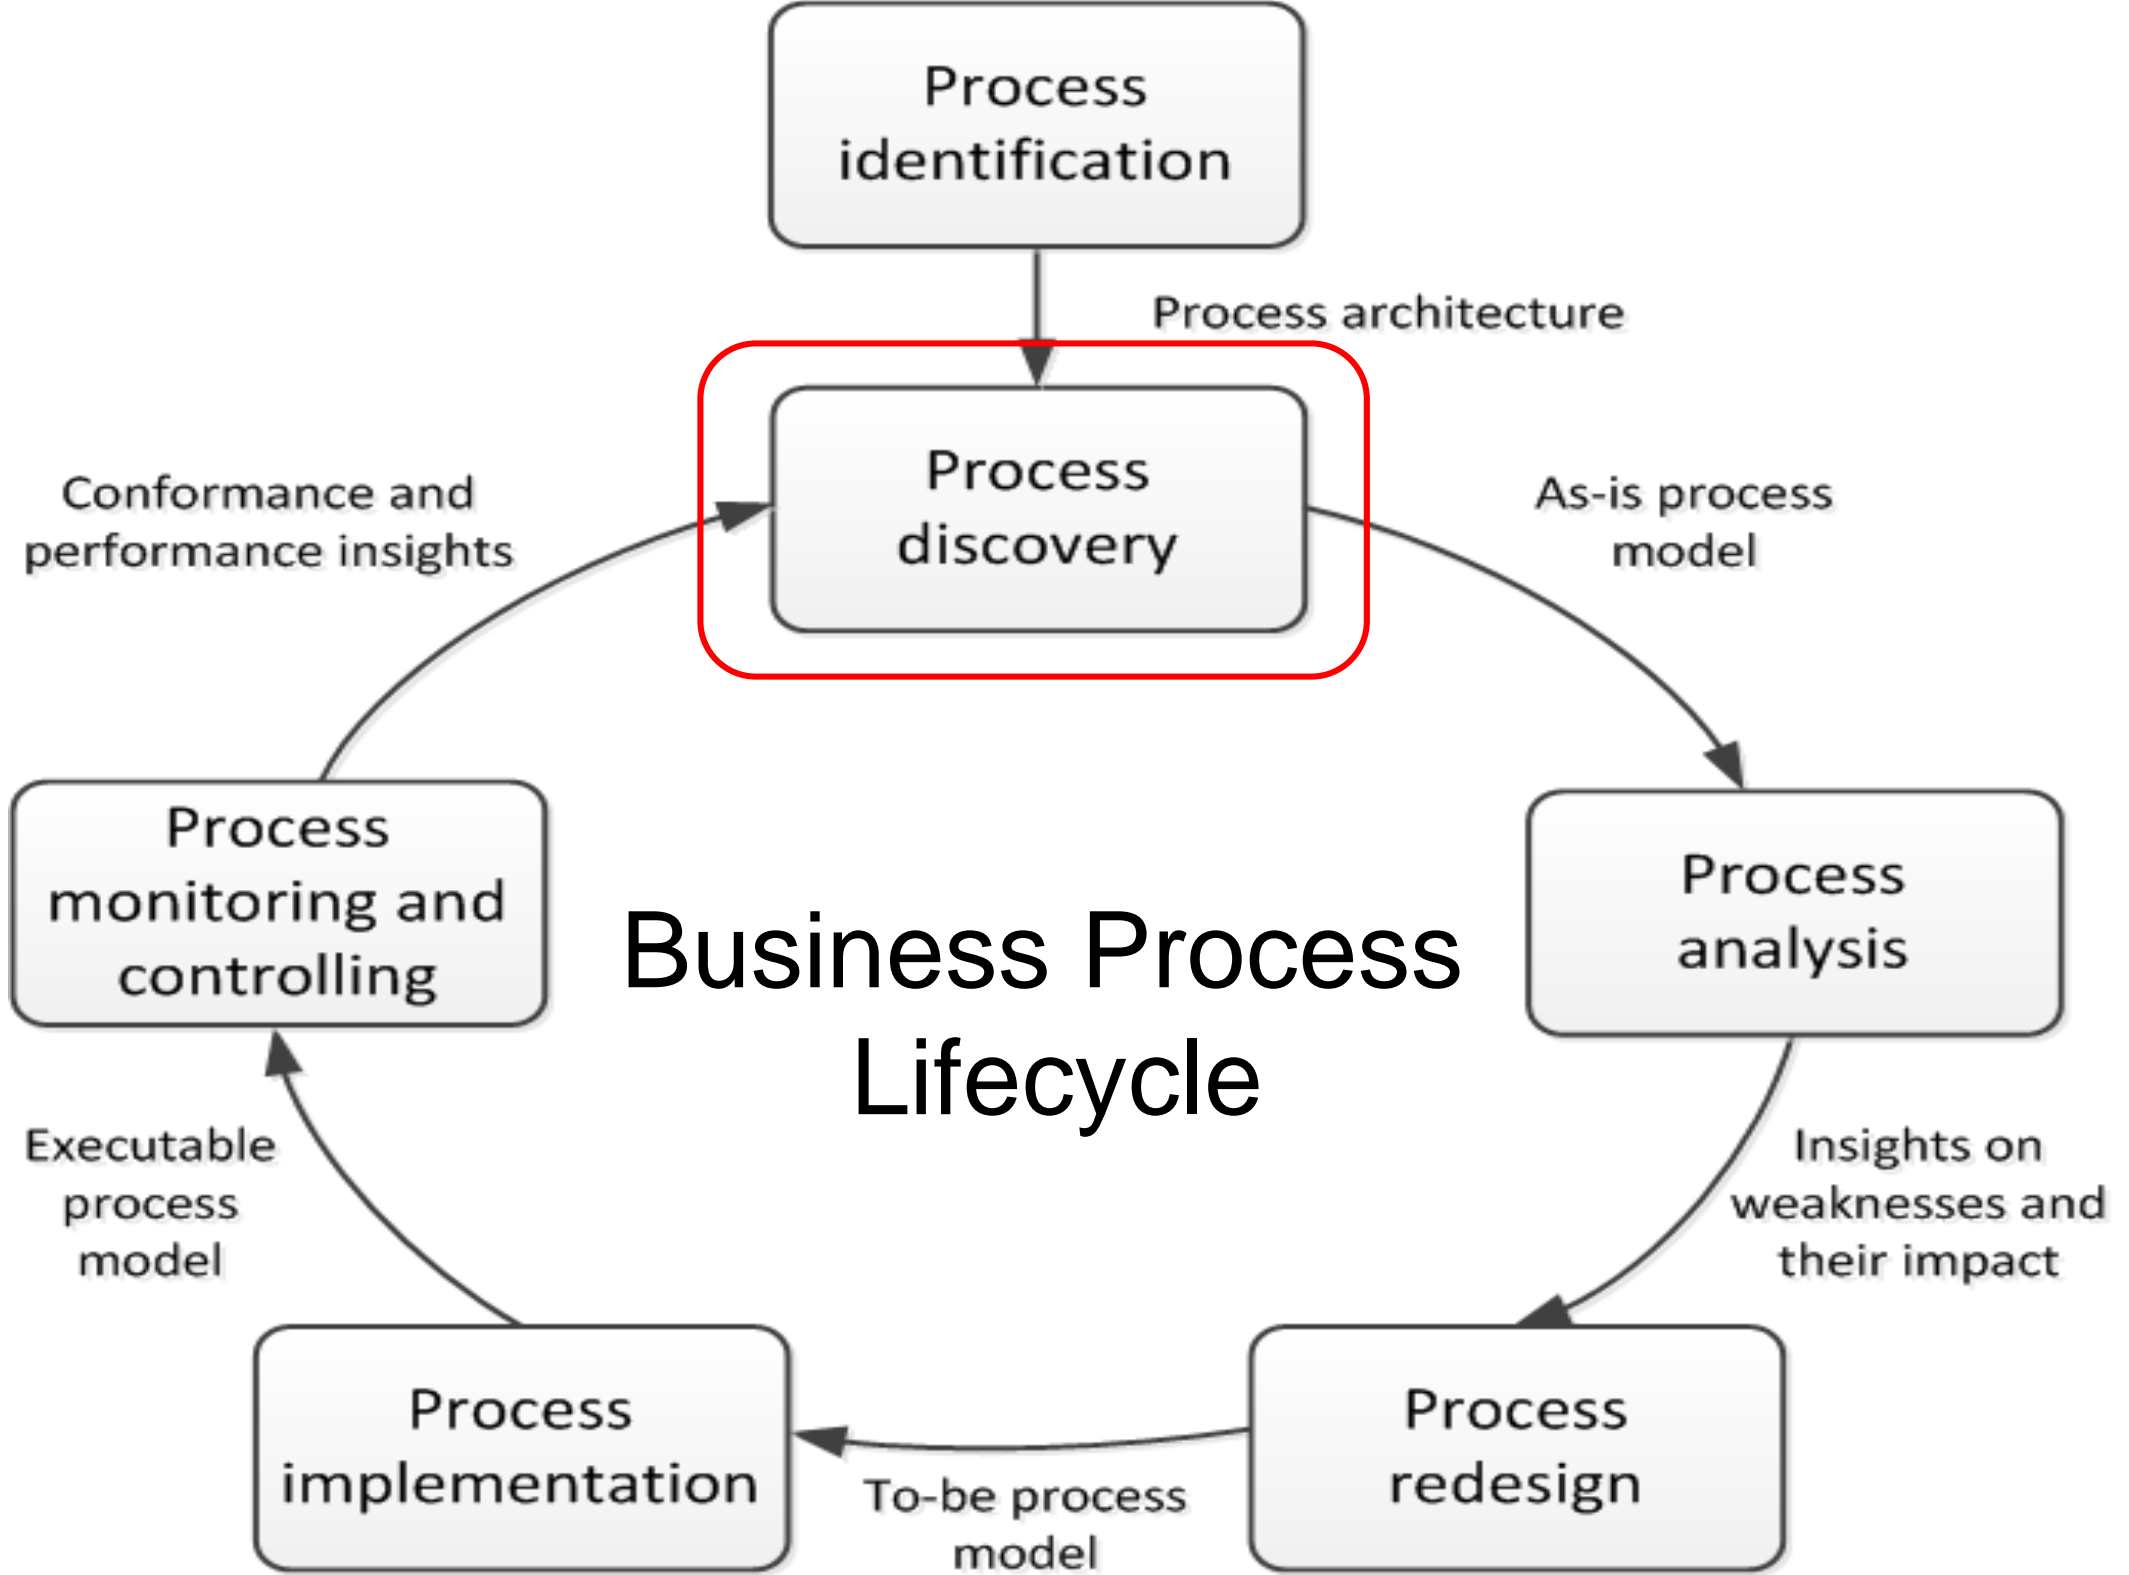 Process
identification
Process architecture
Process
discovery
Conformance and
performance insights
As-is process
model
Process
monitoring and
controlling
Process
analysis
Business Process
Lifecycle
Executable
process
model
Insights on
weaknesses and
their impact
Process
implementation
To-be process
model
Process
redesign